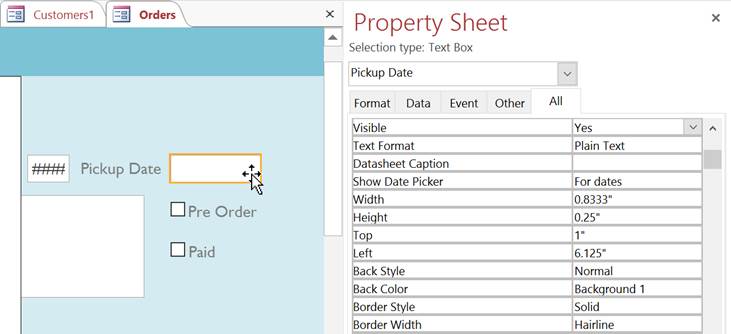 Customers1 Orders ×
####  Pickup Date
Pre Order
Paid
Property Sheet ×
Selection type: Text Box
Pickup Date
Format Data Event Other All
Visible Yes
Text Format Plain Text
Datasheet Caption
Show Date Picker For dates
Width 0.8333"
Height 0.25"
Top 1"
Left 6.125"
Back Style Normal
Back Color Background 1
Border Style Solid
Border Width Hairline